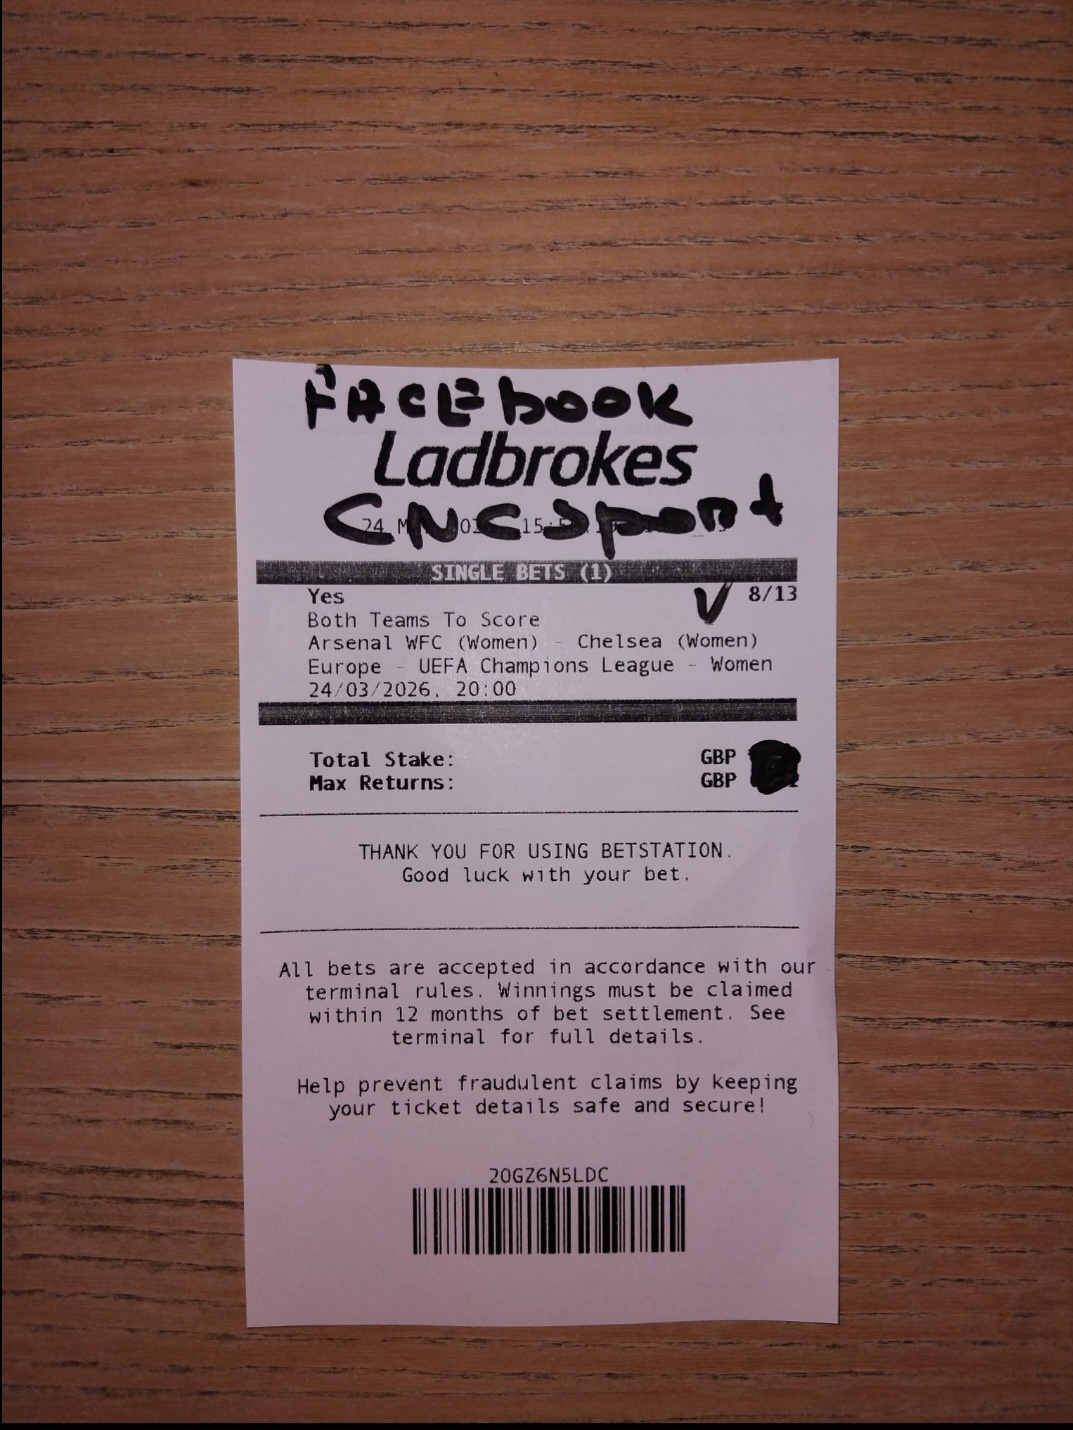 FACEbook
Ladbrokes
CNCSport
SINGLE BETS (1)
Yes 8/13
Both Teams To Score
Arsenal WFC (Women) - Chelsea (Women)
Europe - UEFA Champions League - Women
24/03/2026, 20:00
Total Stake: GBP
Max Returns: GBP
THANK YOU FOR USING BETSTATION.
Good luck with your bet.
All bets are accepted in accordance with our
terminal rules. Winnings must be claimed
within 12 months of bet settlement. See
terminal for full details.
Help prevent fraudulent claims by keeping
your ticket details safe and secure!
20GZ6N5LDC